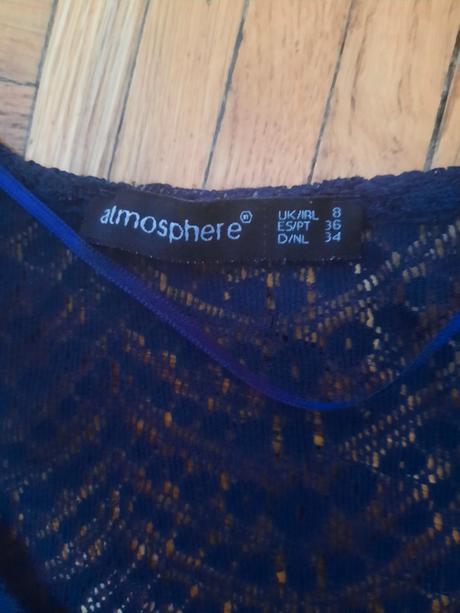 atmosphere®
UK/IRL 8
ES/PT 36
D/NL 34